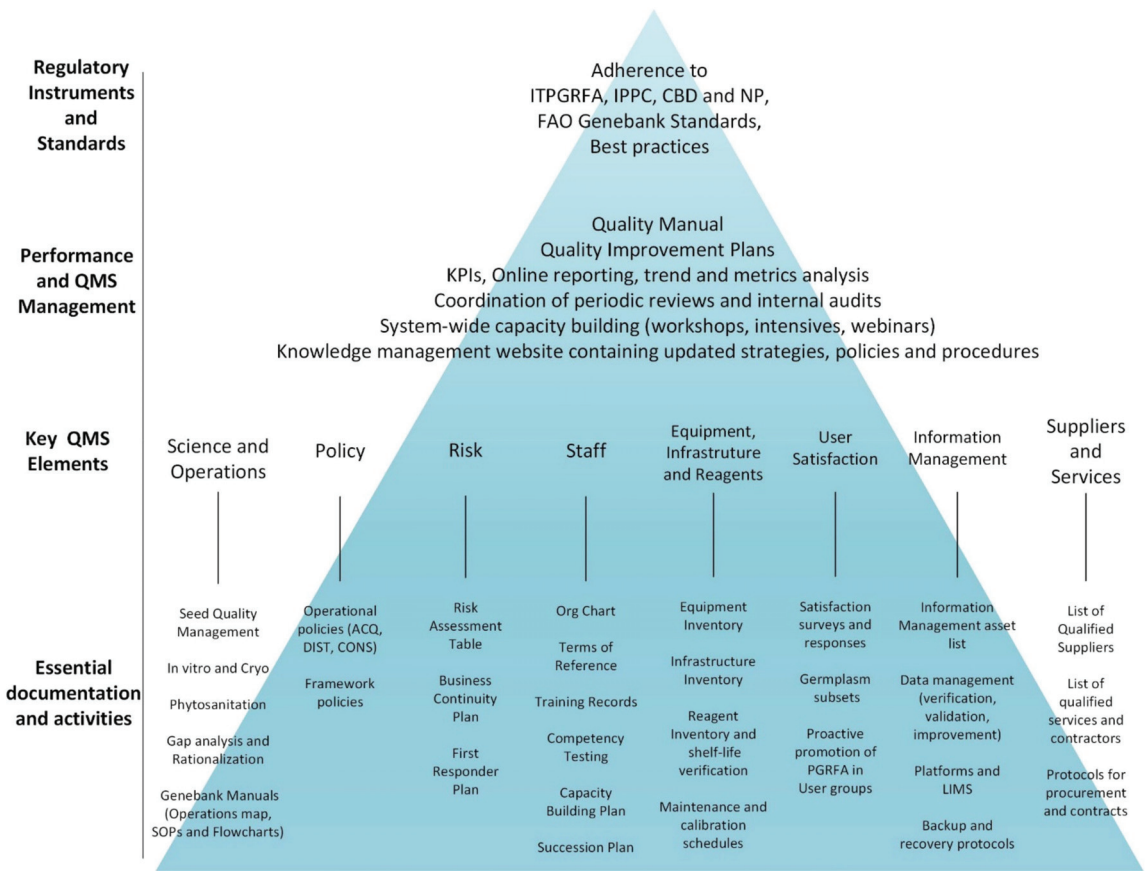 Regulatory
Instruments
and
Standards
Adherence to
ITPGRFA, IPPC, CBD and NP,
FAO Genebank Standards,
Best practices
Performance
and QMS
Management
Quality Manual
Quality Improvement Plans
KPIs, Online reporting, trend and metrics analysis
Coordination of periodic reviews and internal audits
System-wide capacity building (workshops, intensives, webinars)
Knowledge management website containing updated strategies, policies and procedures
Key QMS
Elements
Science and
Operations
Policy
Risk
Staff
Equipment,
Infrastruture
and Reagents
User
Satisfaction
Information
Management
Suppliers
and
Services
Essential
documentation
and activities
Seed Quality
Management
In vitro and Cryo
Phytosanitation
Gap analysis and
Rationalization
Genebank Manuals
(Operations map,
SOPs and Flowcharts)
Operational
policies (ACQ,
DIST, CONS)
Framework
policies
Risk
Assessment
Table
Business
Continuity
Plan
First
Responder
Plan
Org Chart
Terms of
Reference
Training Records
Competency
Testing
Capacity
Building Plan
Succession Plan
Equipment
Inventory
Infrastructure
Inventory
Reagent
Inventory and
shelf-life
verification
Maintenance and
calibration
schedules
Satisfaction
surveys and
responses
Germplasm
subsets
Proactive
promotion of
PGRFA in
User groups
Information
Management asset
list
Data management
(verification,
validation,
improvement)
Platforms and
LIMS
Backup and
recovery protocols
List of
Qualified
Suppliers
List of
qualified
services and
contractors
Protocols for
procurement
and contracts